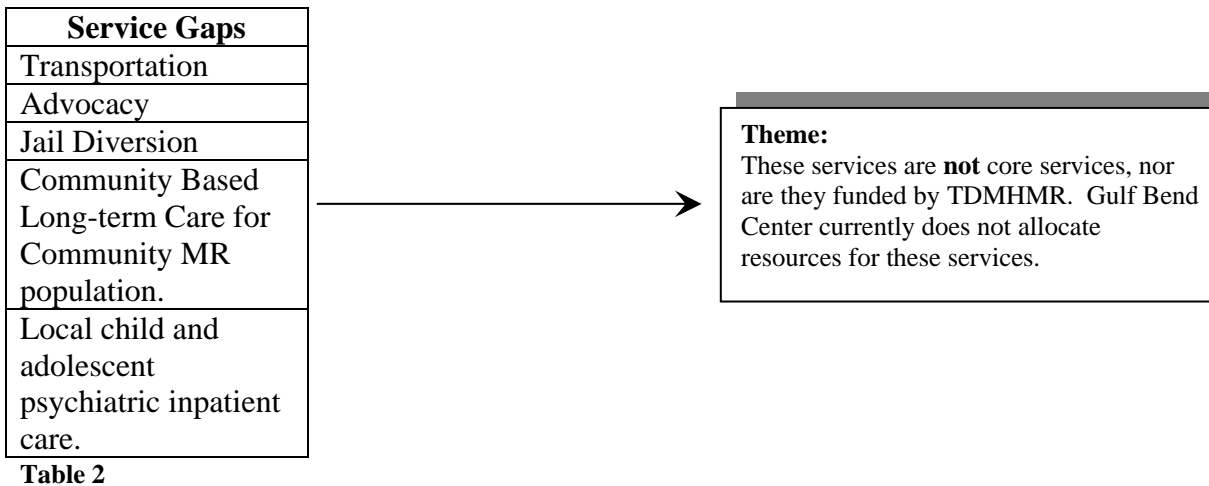 Service Gaps
Transportation
Advocacy
Jail Diversion
Community Based
Long-term Care for
Community MR
population.
Local child and
adolescent
psychiatric inpatient
care.
Table 2
Theme:
These services are not core services, nor
are they funded by TDMHMR. Gulf Bend
Center currently does not allocate
resources for these services.